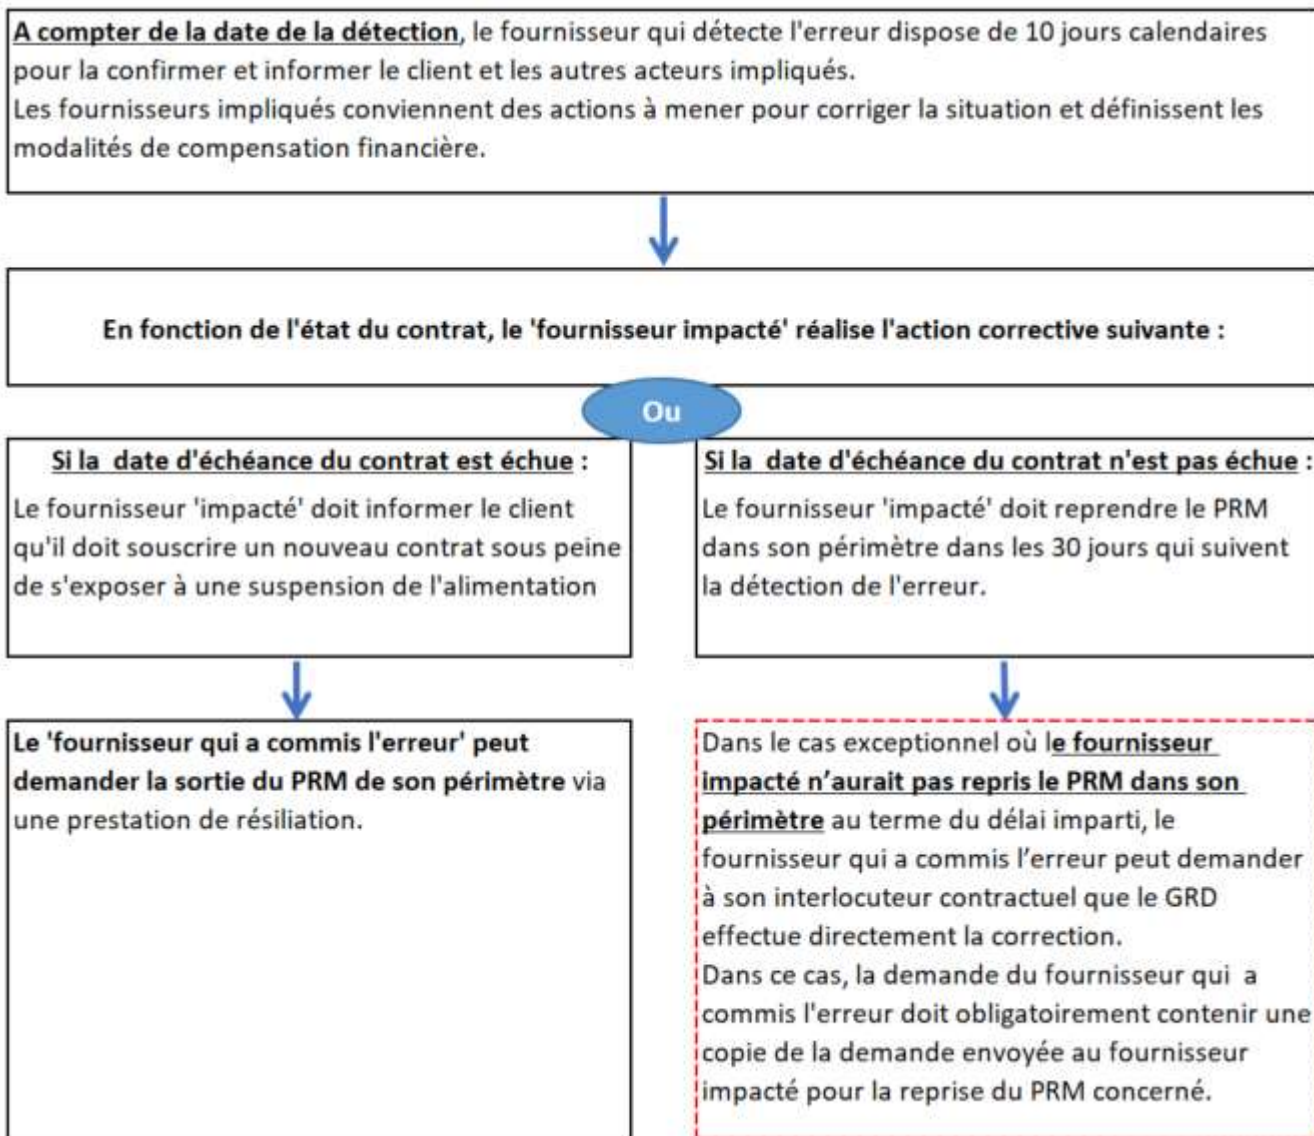 A compter de la date de la détection, le fournisseur qui détecte l'erreur dispose de 10 jours calendaires
pour la confirmer et informer le client et les autres acteurs impliqués.
Les fournisseurs impliqués conviennent des actions à mener pour corriger la situation et définissent les
modalités de compensation financière.
En fonction de l'état du contrat, le 'fournisseur impacté' réalise l'action corrective suivante :
Ou
Si la date d'échéance du contrat est échue :
Le fournisseur 'impacté' doit informer le client
qu'il doit souscrire un nouveau contrat sous peine
de s'exposer à une suspension de l'alimentation
Le 'fournisseur qui a commis l'erreur' peut
demander la sortie du PRM de son périmètre via
une prestation de résiliation.
Si la date d'échéance du contrat n'est pas échue :
Le fournisseur 'impacté' doit reprendre le PRM
dans son périmètre dans les 30 jours qui suivent
la détection de l'erreur.
Dans le cas exceptionnel où le fournisseur
impacté n’aurait pas repris le PRM dans son
périmètre au terme du délai imparti, le
fournisseur qui a commis l’erreur peut demander
à son interlocuteur contractuel que le GRD
effectue directement la correction.
Dans ce cas, la demande du fournisseur qui a
commis l'erreur doit obligatoirement contenir une
copie de la demande envoyée au fournisseur
impacté pour la reprise du PRM concerné.